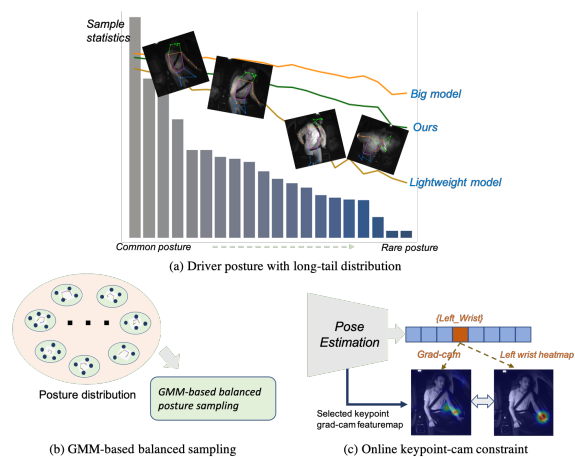 Sample
statistics
Big model
Ours
Lightweight model
Common posture
Rare posture
(a) Driver posture with long-tail distribution
Posture distribution
GMM-based balanced
posture sampling
(b) GMM-based balanced sampling
{Left_Wrist}
Pose
Estimation
Grad-cam
Left wrist heatmap
Selected keypoint
grad-cam featuremap
(c) Online keypoint-cam constraint